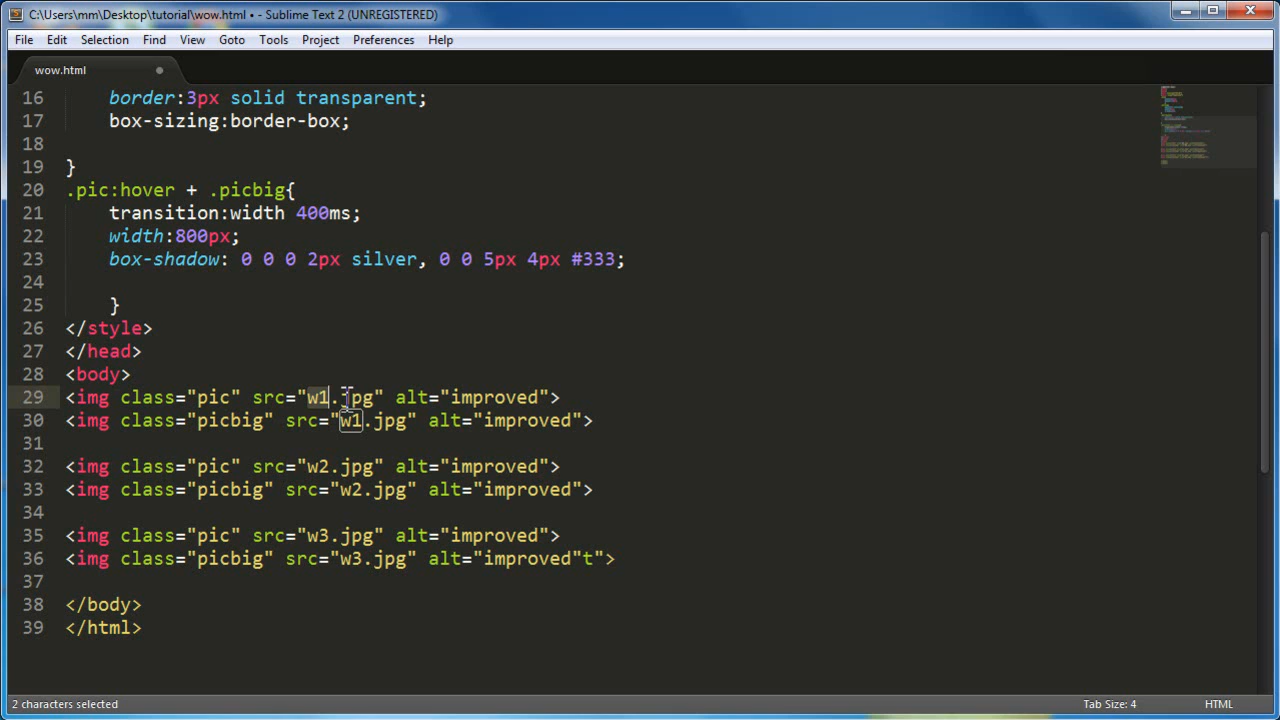 C:\Users\mm\Desktop\tutorial\wow.html • - Sublime Text 2 (UNREGISTERED)
File Edit Selection Find View Goto Tools Project Preferences Help
wow.html
16 border:3px solid transparent;
17 box-sizing:border-box;
18
19 }
20 .pic:hover + .picbig{
21 transition:width 400ms;
22 width:800px;
23 box-shadow: 0 0 0 2px silver, 0 0 5px 4px #333;
24
25 }
26 </style>
27 </head>
28 <body>
29 <img class="pic" src="w1.jpg" alt="improved">
30 <img class="picbig" src="w1.jpg" alt="improved">
31
32 <img class="pic" src="w2.jpg" alt="improved">
33 <img class="picbig" src="w2.jpg" alt="improved">
34
35 <img class="pic" src="w3.jpg" alt="improved">
36 <img class="picbig" src="w3.jpg" alt="improved"t">
37
38 </body>
39 </html>
2 characters selected Tab Size: 4 HTML